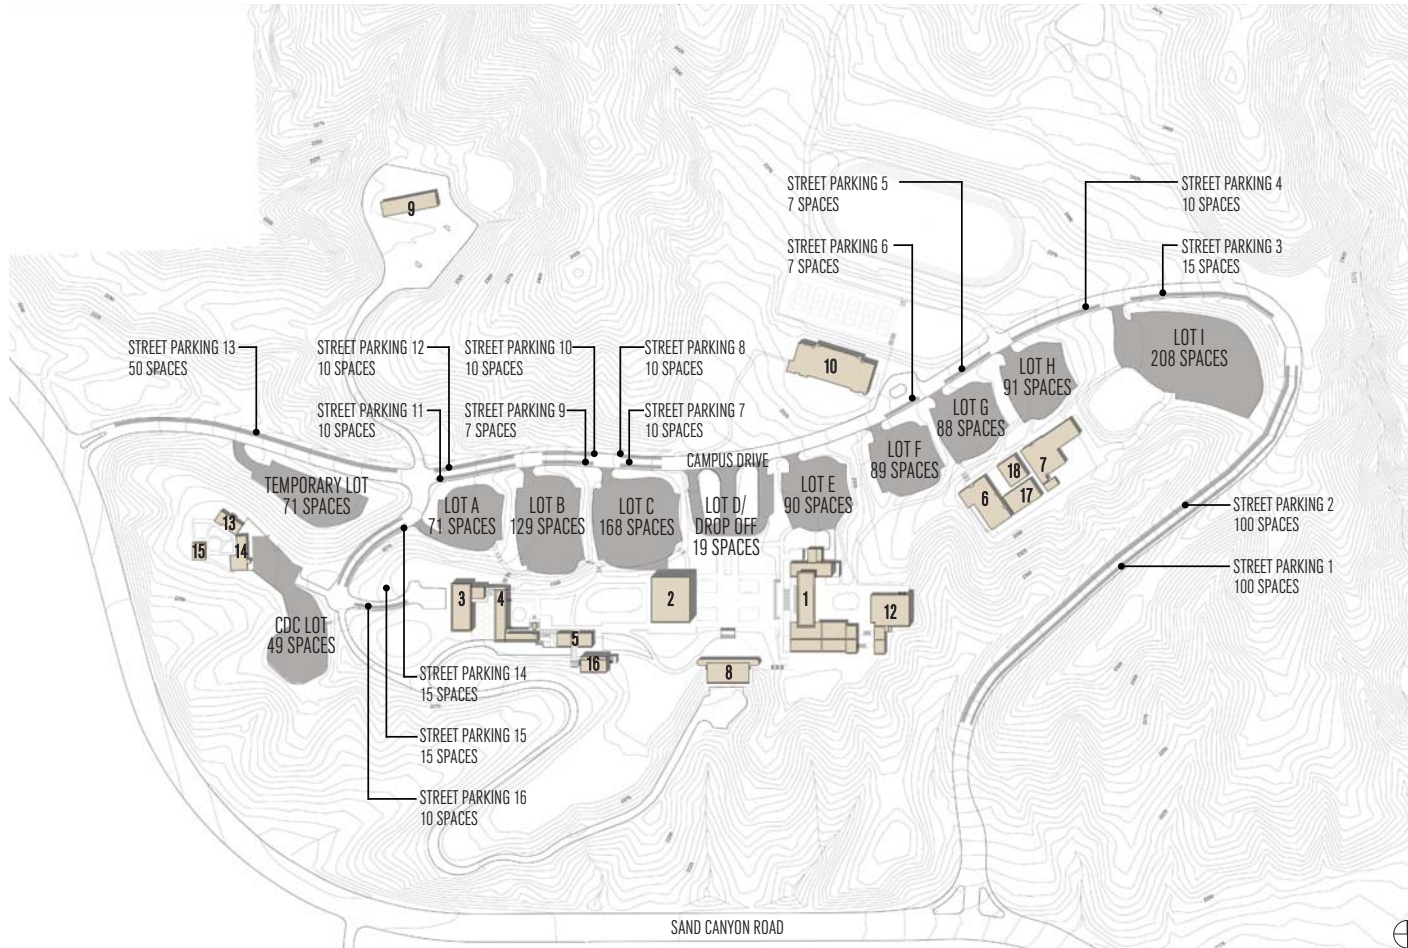 STREET PARKING 5
7 SPACES
STREET PARKING 4
10 SPACES
STREET PARKING 6
7 SPACES
STREET PARKING 3
15 SPACES
9
STREET PARKING 13
50 SPACES
STREET PARKING 12
10 SPACES
STREET PARKING 10
10 SPACES
STREET PARKING 8
10 SPACES
10
LOT I
208 SPACES
LOT H
91 SPACES
STREET PARKING 11
10 SPACES
STREET PARKING 9
7 SPACES
STREET PARKING 7
10 SPACES
LOT G
88 SPACES
CAMPUS DRIVE
LOT F
89 SPACES
TEMPORARY LOT
71 SPACES
LOT A
71 SPACES
LOT B
129 SPACES
LOT C
168 SPACES
LOT D/
DROP OFF
19 SPACES
LOT E
90 SPACES
18
7
6
17
STREET PARKING 2
100 SPACES
13
15
14
STREET PARKING 1
100 SPACES
3
4
2
1
12
CDC LOT
49 SPACES
5
16
8
STREET PARKING 14
15 SPACES
STREET PARKING 15
15 SPACES
STREET PARKING 16
10 SPACES
SAND CANYON ROAD